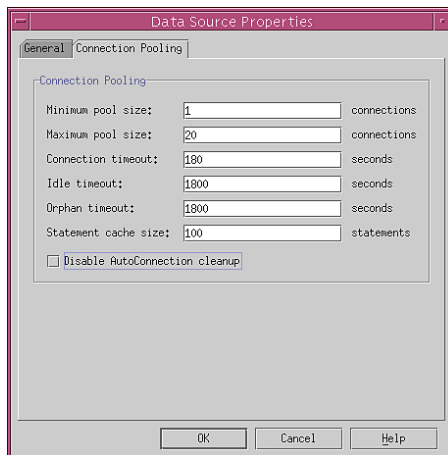 Data Source Properties
General Connection Pooling
Connection Pooling
Minimum pool size: 1 connections
Maximum pool size: 20 connections
Connection timeout: 180 seconds
Idle timeout: 1800 seconds
Orphan timeout: 1800 seconds
Statement cache size: 100 statements
Disable AutoConnection cleanup
OK Cancel Help